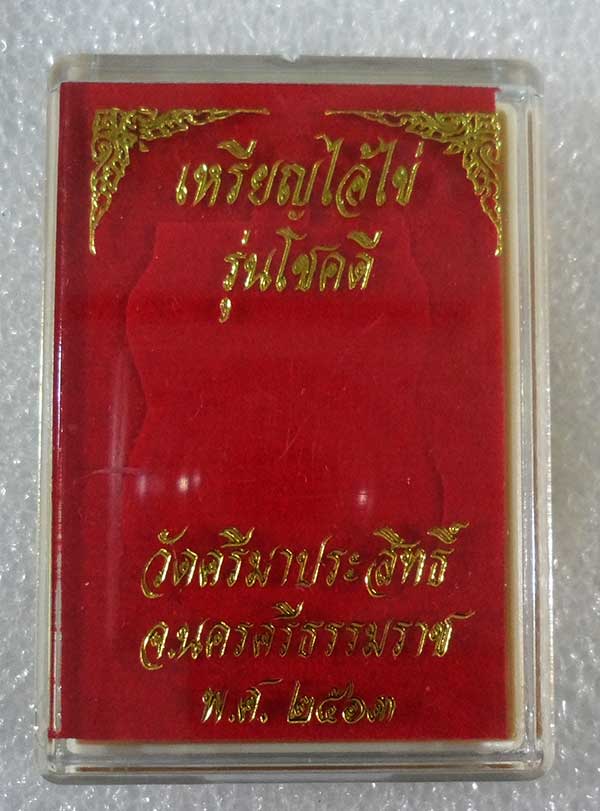 เหรียญไอ้ไข่
รุ่นโชคดี
วัดศรีมาประสิทธิ์
จ.นครศรีธรรมราช
พ.ศ. ๒๕๖๓